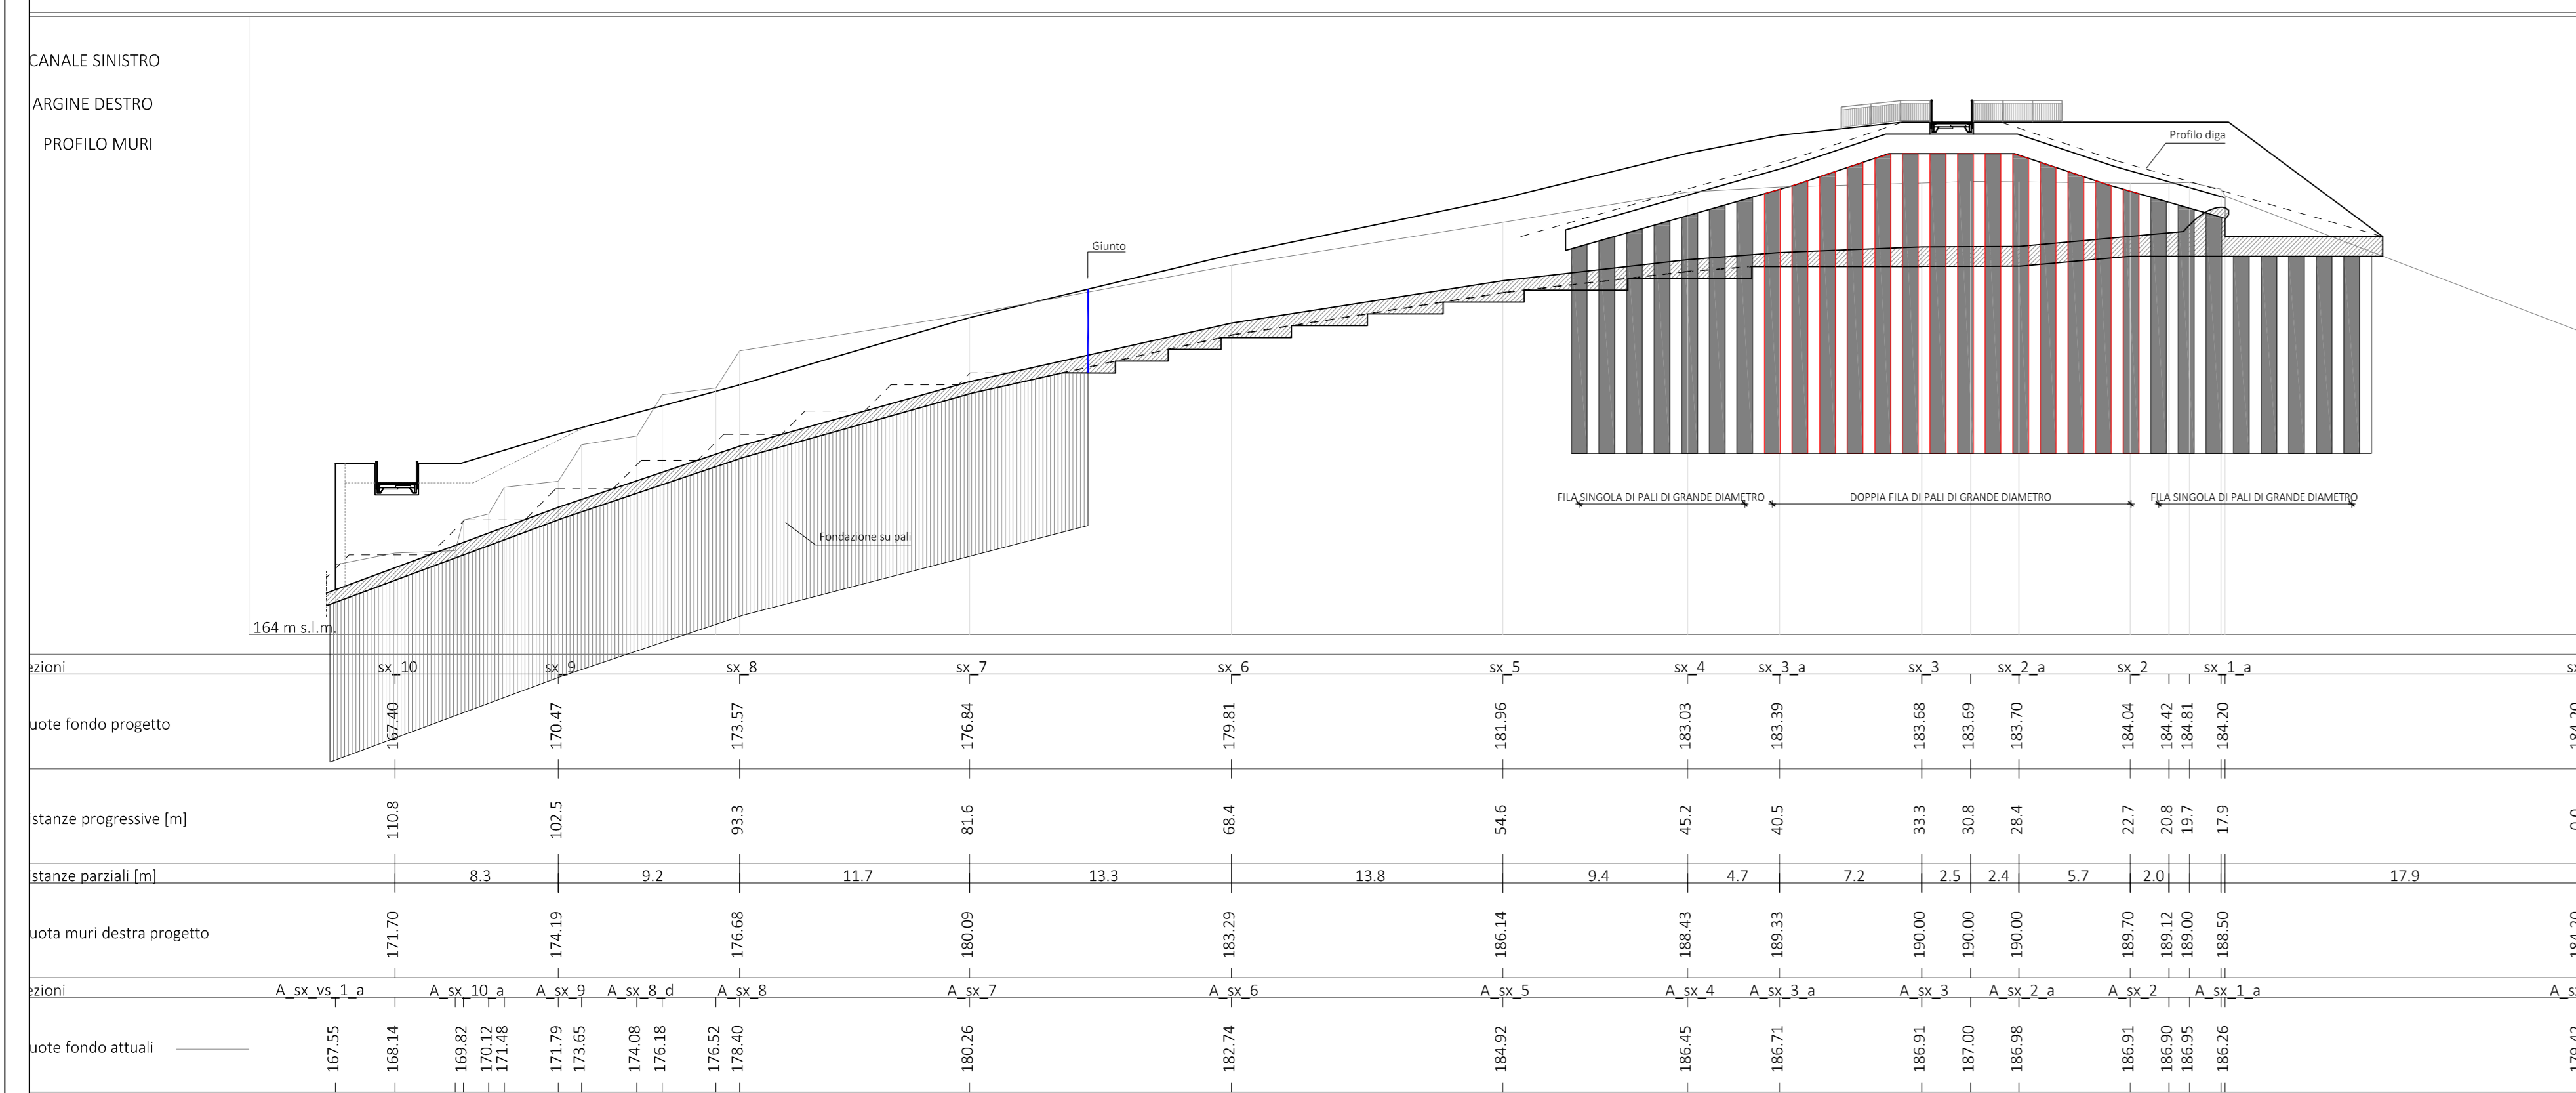 CANALE SINISTRO
ARGINE DESTRO
PROFILO MURI
Profilo diga
Giunto
FILA SINGOLA DI PALI DI GRANDE DIAMETRO
DOPPIA FILA DI PALI DI GRANDE DIAMETRO
FILA SINGOLA DI PALI DI GRANDE DIAMETRO
Fondazione su pali
164 m s.l.m.
ezioni sx_10 sx_9 sx_8 sx_7 sx_6 sx_5 sx_4 sx_3_a sx_3 sx_2_a sx_2 sx_1_a
uote fondo progetto 167.40 170.47 173.57 176.84 179.81 181.96 183.03 183.39 183.68 183.69 183.70 184.04 184.42 184.81 184.20 184.20
stanze progressive [m] 110.8 102.5 93.3 81.6 68.4 54.6 45.2 40.5 33.3 30.8 28.4 22.7 20.8 19.7 17.9 0.0
stanze parziali [m] 8.3 9.2 11.7 13.3 13.8 9.4 4.7 7.2 2.5 2.4 5.7 2.0 17.9
uota muri destra progetto 171.70 174.19 176.68 180.09 183.29 186.14 188.43 189.33 190.00 190.00 190.00 189.70 189.12 189.00 188.50 184.20
ezioni A_sx_vs_1_a A_sx_10_a A_sx_9 A_sx_8_d A_sx_8 A_sx_7 A_sx_6 A_sx_5 A_sx_4 A_sx_3_a A_sx_3 A_sx_2_a A_sx_2 A_sx_1_a
uote fondo attuali 167.55 168.14 169.82 170.12 171.48 171.79 173.65 174.08 176.18 176.52 178.40 180.26 182.74 184.92 186.45 186.71 186.91 187.00 186.98 186.91 186.90 186.95 186.26